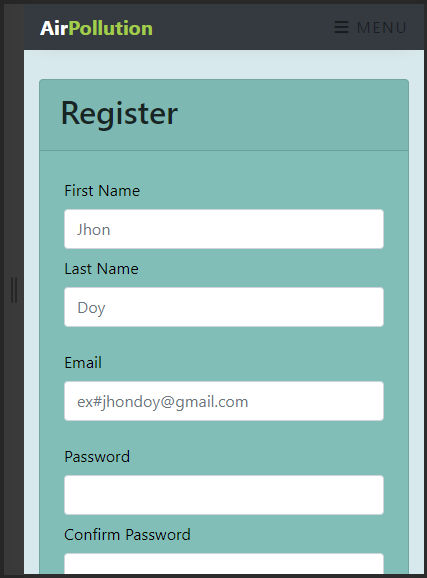 AirPollution
☰ MENU
Register
First Name
Jhon
Last Name
Doy
Email
ex#jhondoy@gmail.com
Password
Confirm Password